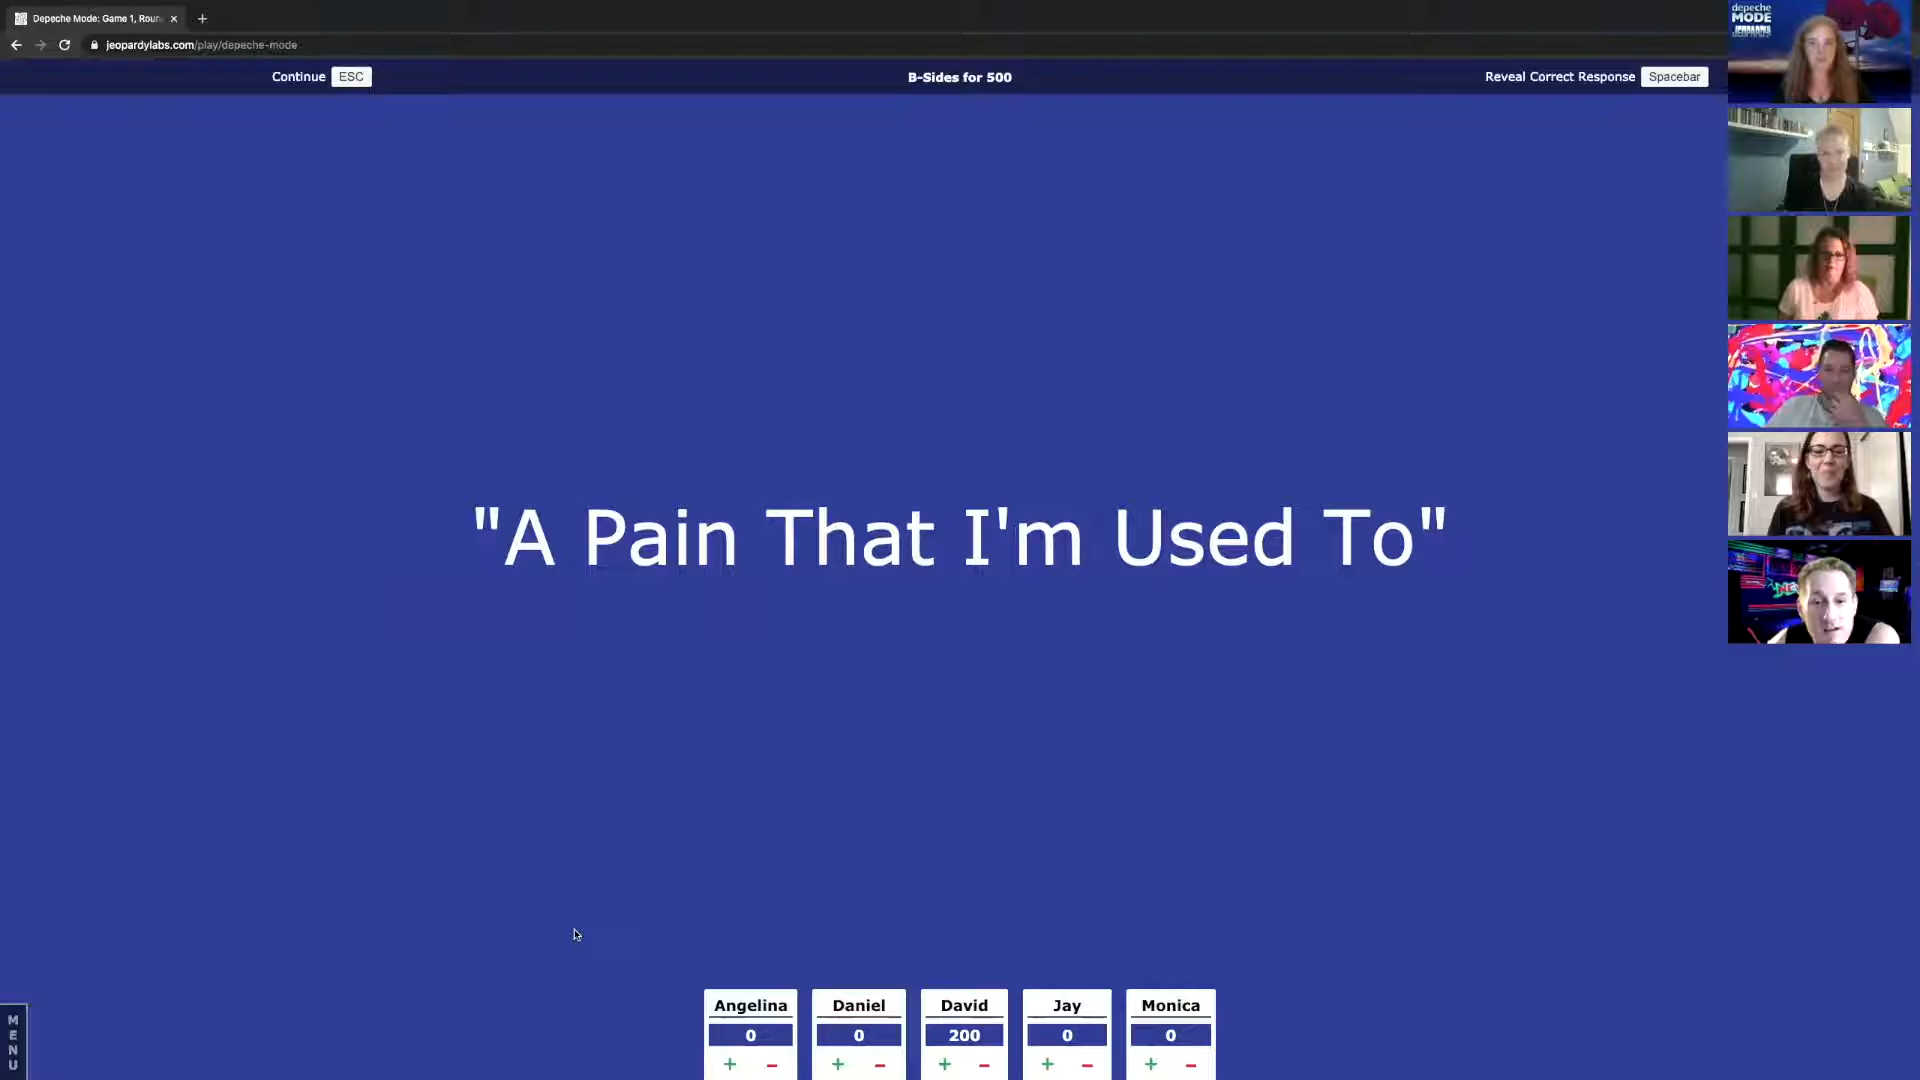 Depeche Mode: Game 1, Roun
jeopardylabs.com/play/depeche-mode
Continue ESC
B-Sides for 500
Reveal Correct Response Spacebar
depeche
MODE
JEOPARDY!
"A Pain That I'm Used To"
MENU
Angelina Daniel David Jay Monica
0 0 200 0 0
+ - + - + - + - + -